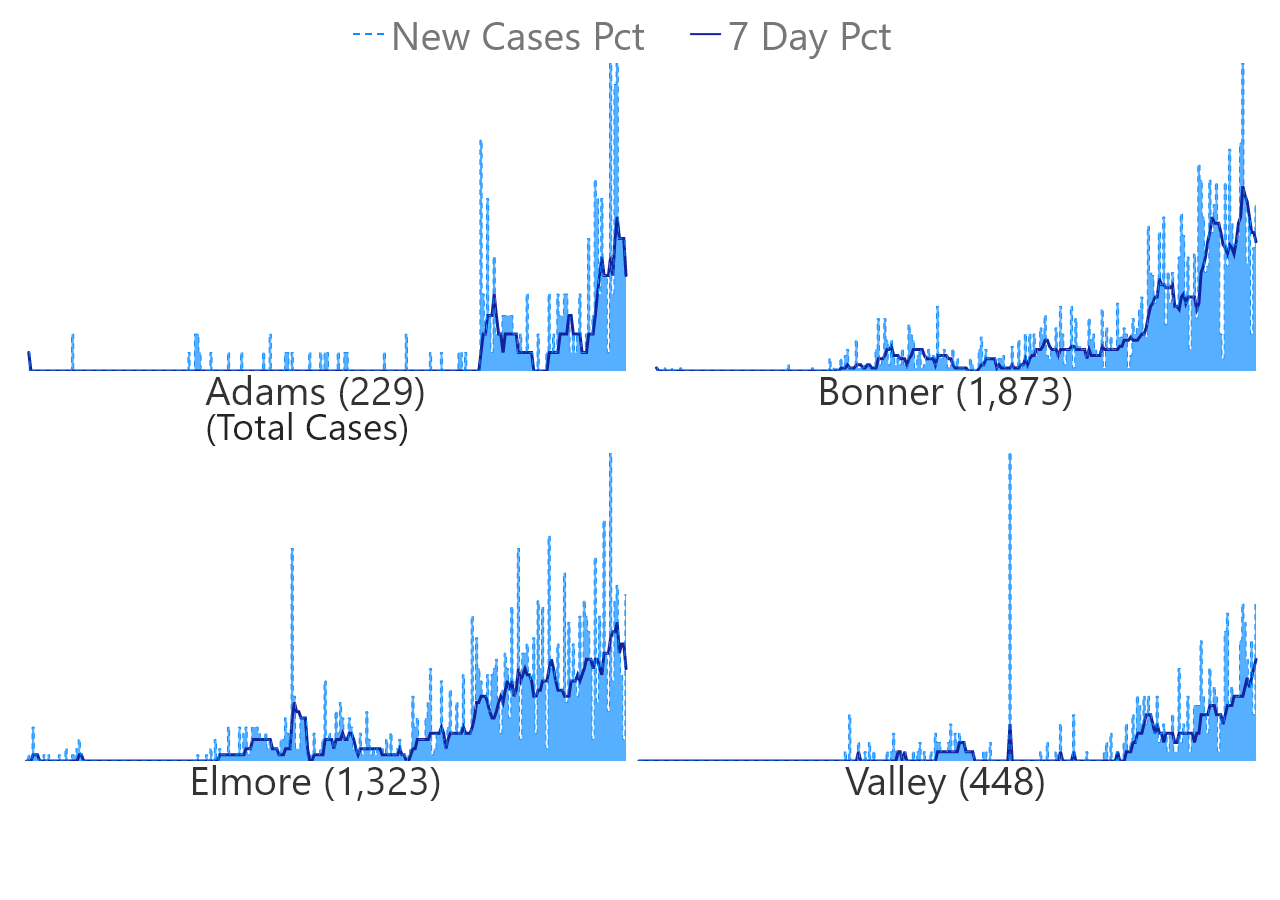 New Cases Pct 7 Day Pct
Adams (229)
(Total Cases)
Bonner (1,873)
Elmore (1,323)
Valley (448)